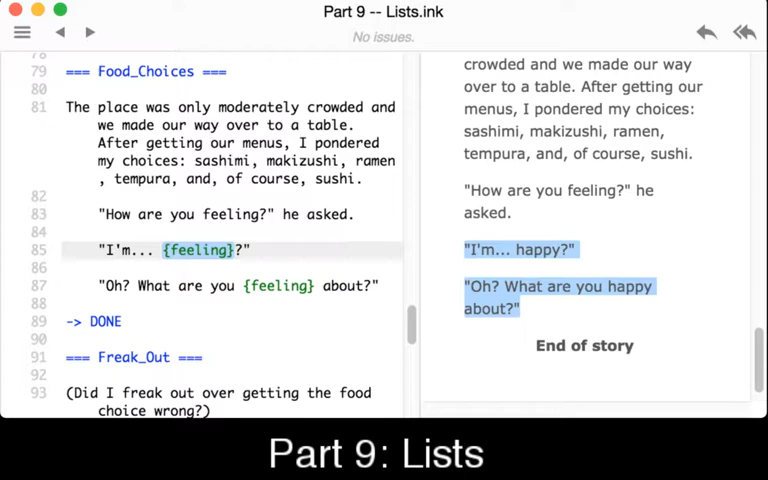 Part 9 -- Lists.ink
No issues.
78
79 === Food_Choices ===
80
81 The place was only moderately crowded and
we made our way over to a table.
After getting our menus, I pondered
my choices: sashimi, makizushi, ramen
, tempura, and, of course, sushi.
82
83 "How are you feeling?" he asked.
84
85 "I'm... {feeling}?"
86
87 "Oh? What are you {feeling} about?"
88
89 -> DONE
90
91 === Freak_Out ===
92
93 (Did I freak out over getting the food
choice wrong?)
crowded and we made our way
over to a table. After getting our
menus, I pondered my choices:
sashimi, makizushi, ramen,
tempura, and, of course, sushi.
"How are you feeling?" he
asked.
"I'm... happy?"
"Oh? What are you happy
about?"
End of story
Part 9: Lists